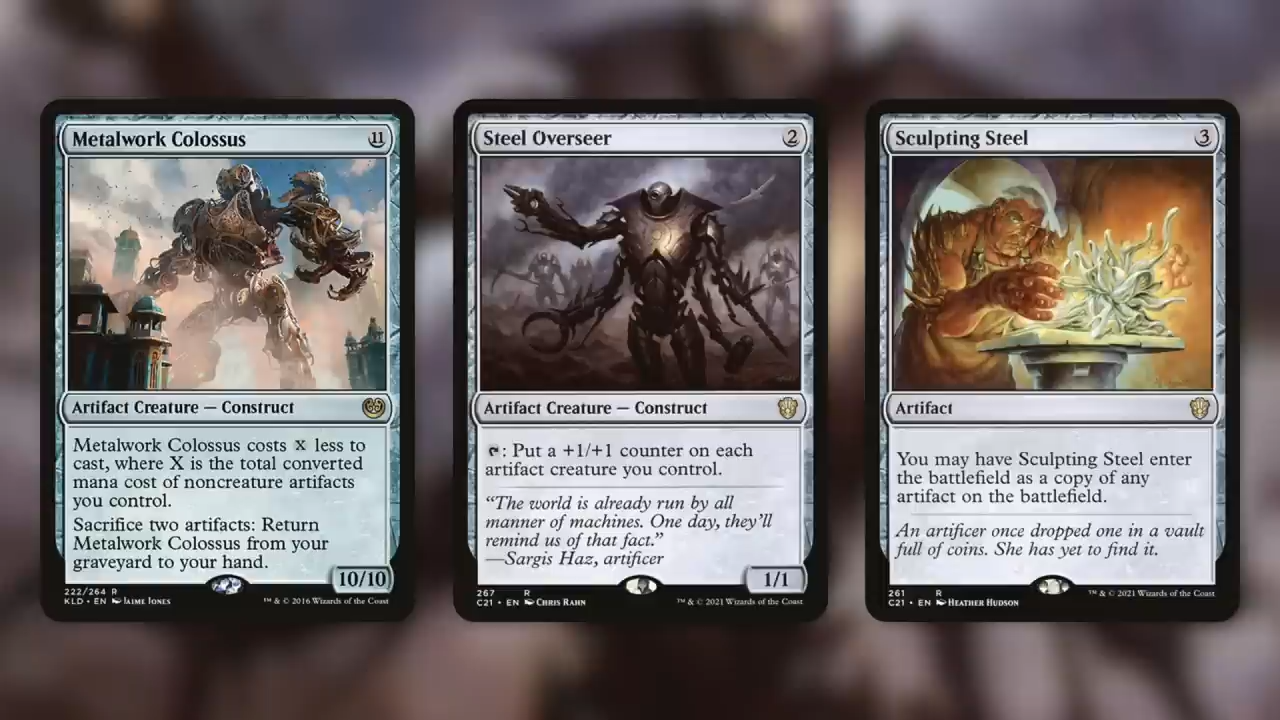 Metalwork Colossus 11
Artifact Creature — Construct
Metalwork Colossus costs X less to
cast, where X is the total converted
mana cost of noncreature artifacts
you control.
Sacrifice two artifacts: Return
Metalwork Colossus from your
graveyard to your hand.
10/10
222/264 R
KLD • EN Jaime Jones
™ & © 2016 Wizards of the Coast
Steel Overseer 2
Artifact Creature — Construct
: Put a +1/+1 counter on each
artifact creature you control.
“The world is already run by all
manner of machines. One day, they’ll
remind us of that fact.”
—Sargis Haz, artificer
1/1
267 R
C21 • EN Chris Rahn
™ & © 2021 Wizards of the Coast
Sculpting Steel 3
Artifact
You may have Sculpting Steel enter
the battlefield as a copy of any
artifact on the battlefield.
An artificer once dropped one in a vault
full of coins. She has yet to find it.
261 R
C21 • EN Heather Hudson
™ & © 2021 Wizards of the Coast